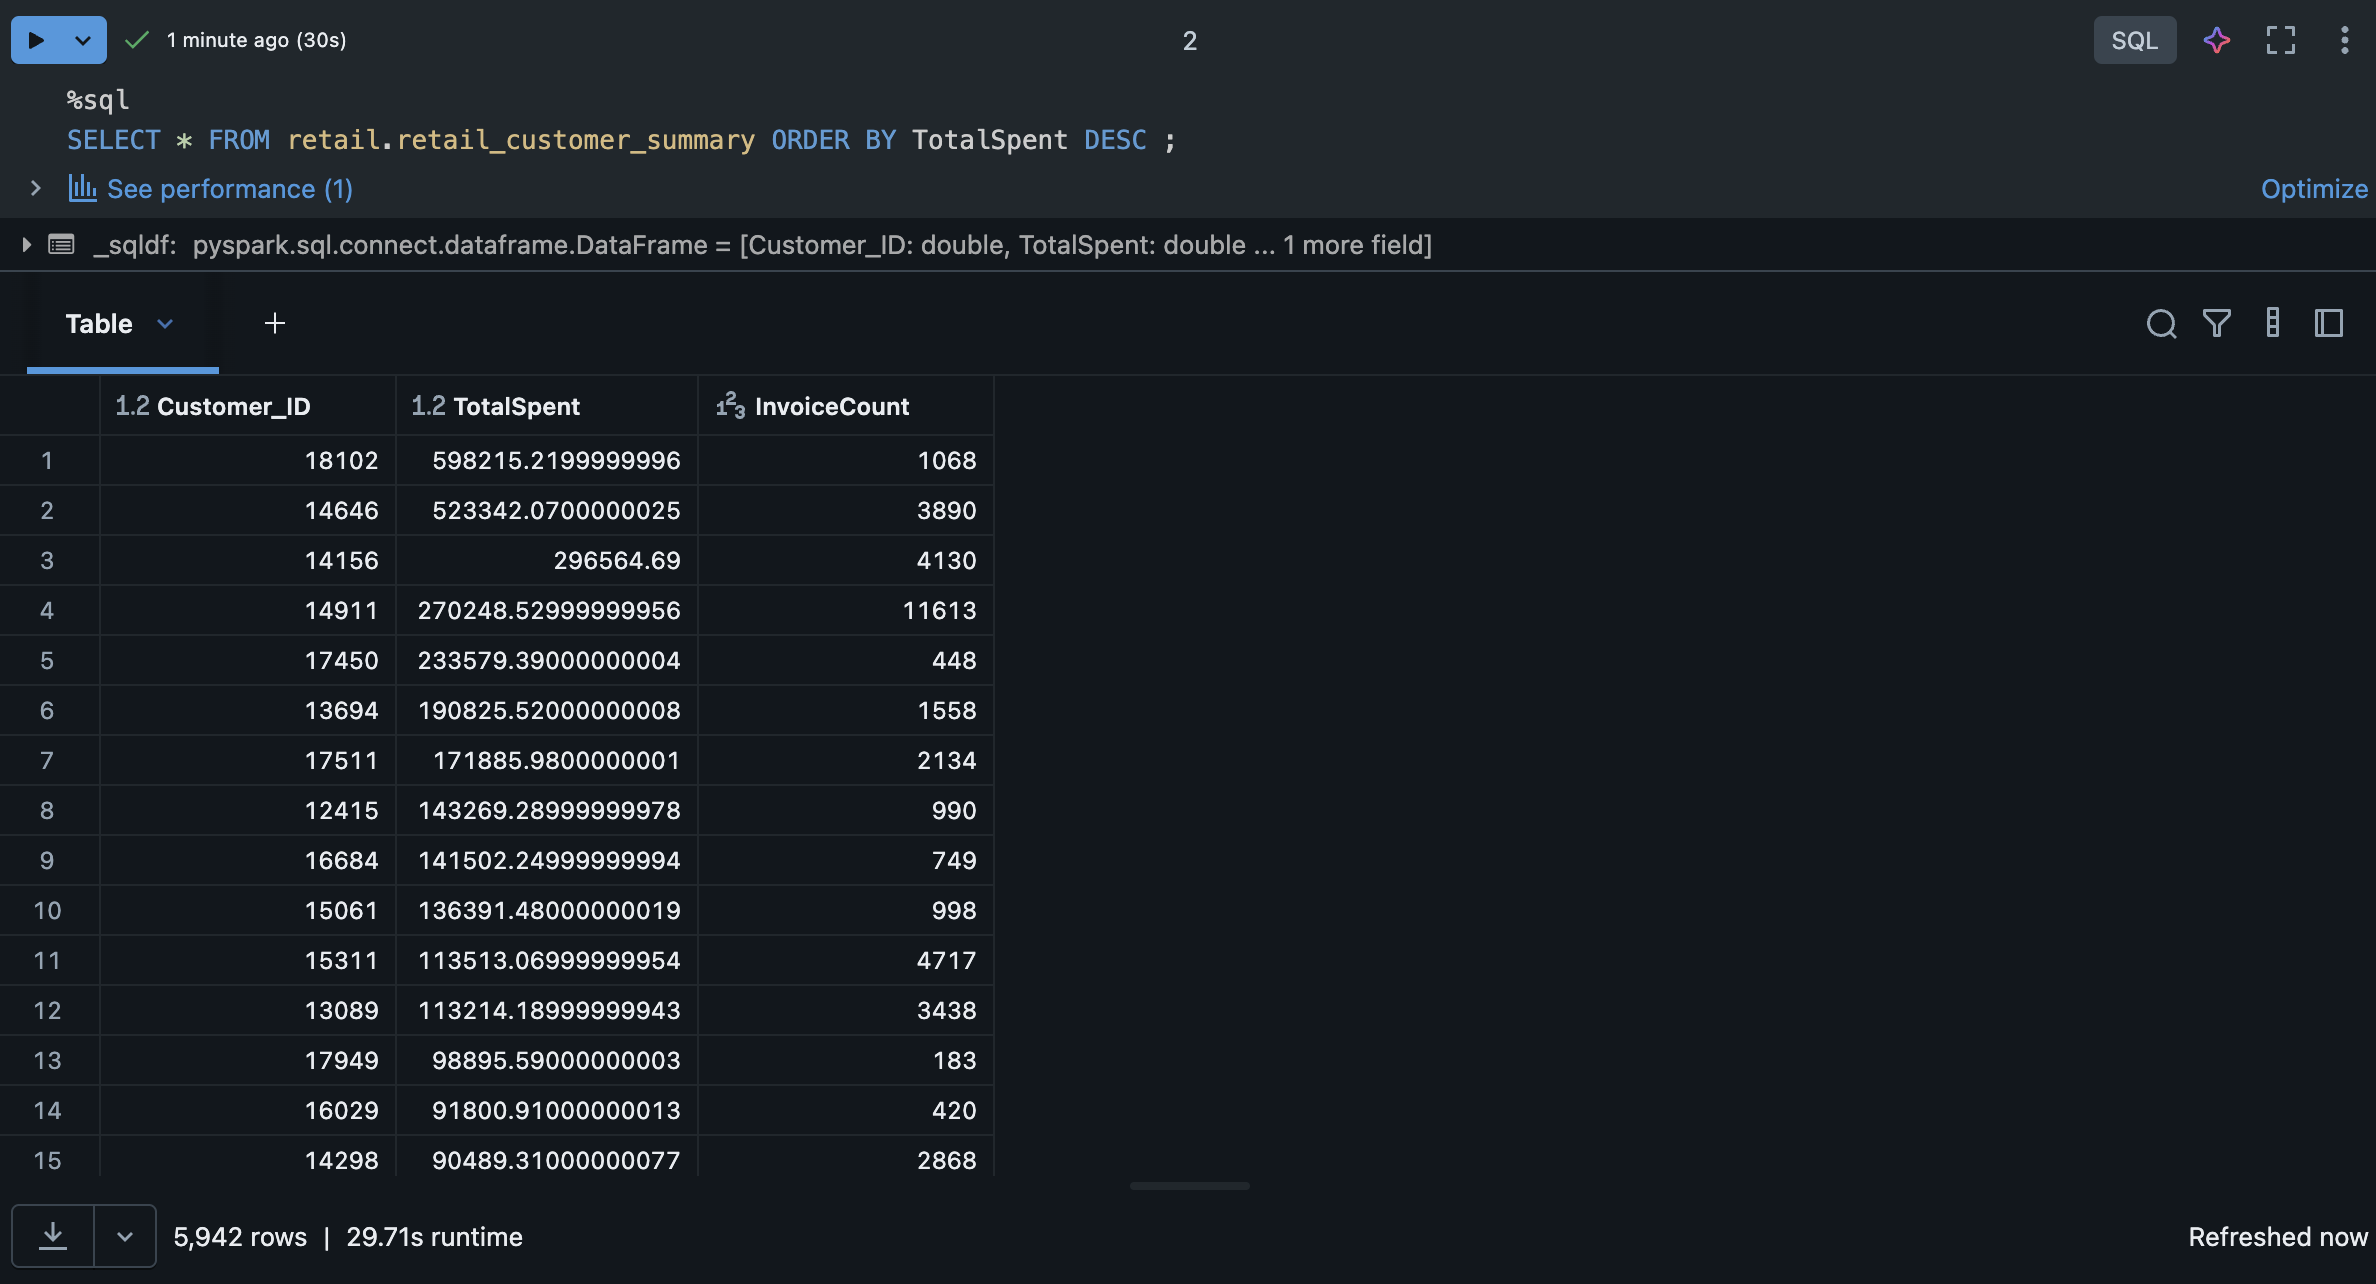 1 minute ago (30s)
2
SQL
%sql
SELECT * FROM retail.retail_customer_summary ORDER BY TotalSpent DESC ;
See performance (1)
Optimize
_sqldf: pyspark.sql.connect.dataframe.DataFrame = [Customer_ID: double, TotalSpent: double ... 1 more field]
Table
1.2 Customer_ID 1.2 TotalSpent 123 InvoiceCount
1 18102 598215.2199999996 1068
2 14646 523342.0700000025 3890
3 14156 296564.69 4130
4 14911 270248.52999999956 11613
5 17450 233579.39000000004 448
6 13694 190825.52000000008 1558
7 17511 171885.9800000001 2134
8 12415 143269.28999999978 990
9 16684 141502.24999999994 749
10 15061 136391.48000000019 998
11 15311 113513.06999999954 4717
12 13089 113214.18999999943 3438
13 17949 98895.59000000003 183
14 16029 91800.91000000013 420
15 14298 90489.31000000077 2868
5,942 rows | 29.71s runtime
Refreshed now